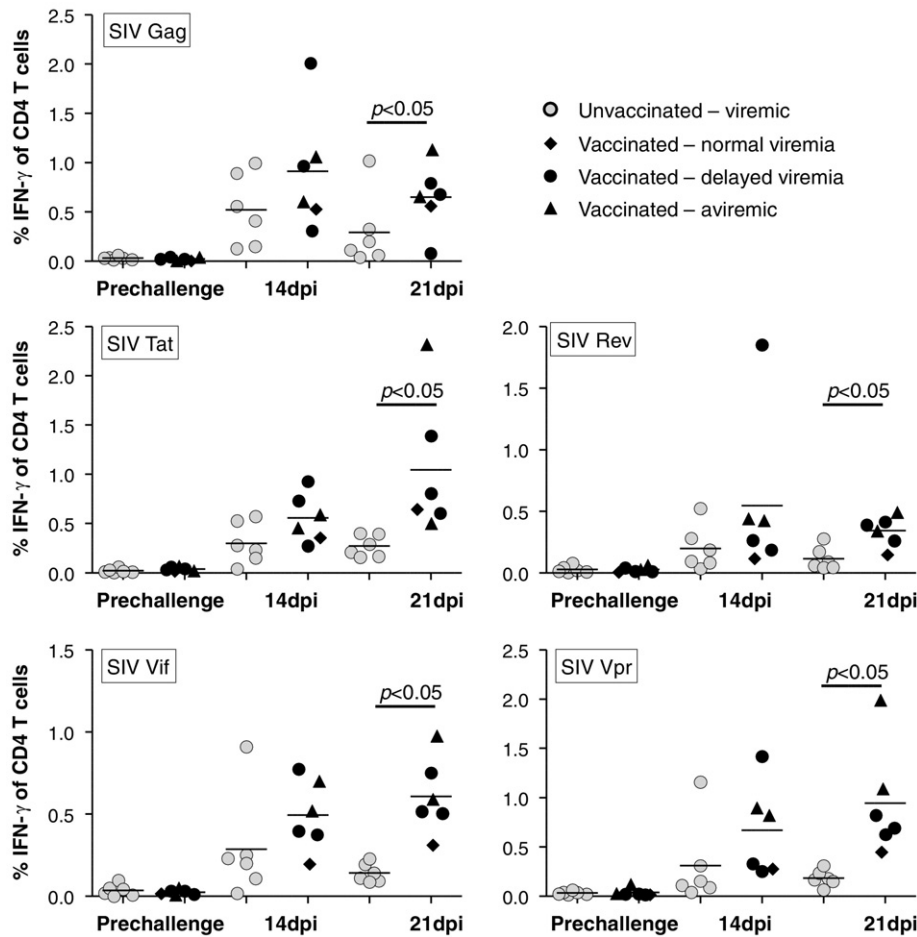 SIV Gag
% IFN-γ of CD4 T cells
2.5
2.0
1.5
1.0
0.5
0.0
p<0.05
Prechallenge 14dpi 21dpi
Unvaccinated – viremic
Vaccinated – normal viremia
Vaccinated – delayed viremia
Vaccinated – aviremic
SIV Tat
% IFN-γ of CD4 T cells
2.5
2.0
1.5
1.0
0.5
0.0
p<0.05
Prechallenge 14dpi 21dpi
SIV Rev
2.0
1.5
1.0
0.5
0.0
p<0.05
Prechallenge 14dpi 21dpi
SIV Vif
% IFN-γ of CD4 T cells
1.5
1.0
0.5
0.0
p<0.05
Prechallenge 14dpi 21dpi
SIV Vpr
2.5
2.0
1.5
1.0
0.5
0.0
p<0.05
Prechallenge 14dpi 21dpi